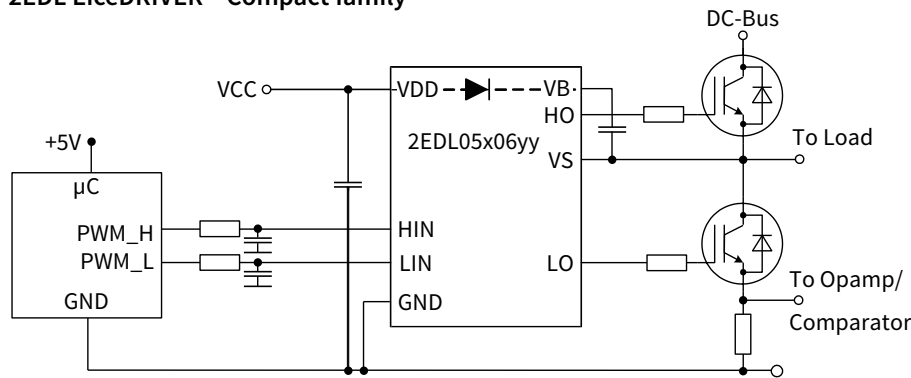 2EDL EiceDRIVER™ Compact family
DC-Bus
VCC
VDD
VB
HO
2EDL05x06yy
To Load
+5V
VS
µC
PWM_H
HIN
PWM_L
LIN
LO
GND
GND
To Opamp/
Comparator